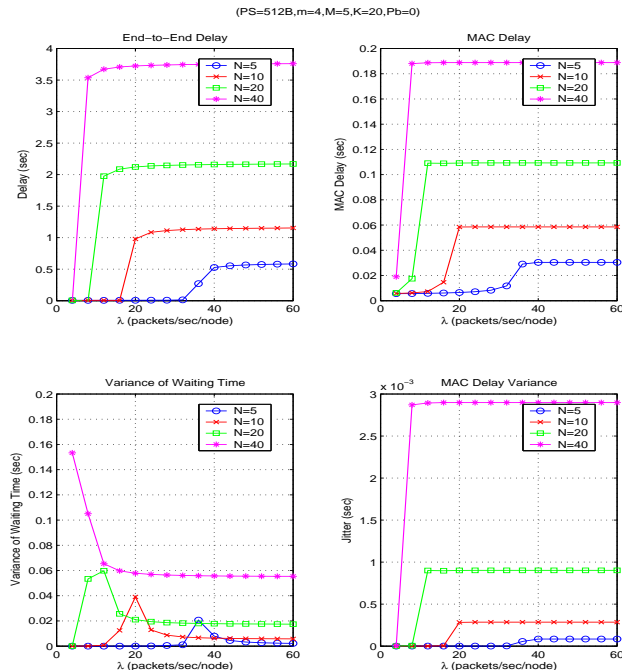 (PS=512B,m=4,M=5,K=20,Pb=0)
End−to−End Delay
4
3.5
3
2.5
2
1.5
1
0.5
0
0 20 40 60
Delay (sec)
λ (packets/sec/node)
N=5
N=10
N=20
N=40
MAC Delay
0.2
0.18
0.16
0.14
0.12
0.1
0.08
0.06
0.04
0.02
0
0 20 40 60
MAC Delay (sec)
λ (packets/sec/node)
N=5
N=10
N=20
N=40
Variance of Waiting Time
0.2
0.18
0.16
0.14
0.12
0.1
0.08
0.06
0.04
0.02
0
0 20 40 60
Variance of Waiting Time (sec)
λ (packets/sec/node)
N=5
N=10
N=20
N=40
MAC Delay Variance
x 10⁻³
3
2.5
2
1.5
1
0.5
0
0 20 40 60
Jitter (sec)
λ (packets/sec/node)
N=5
N=10
N=20
N=40